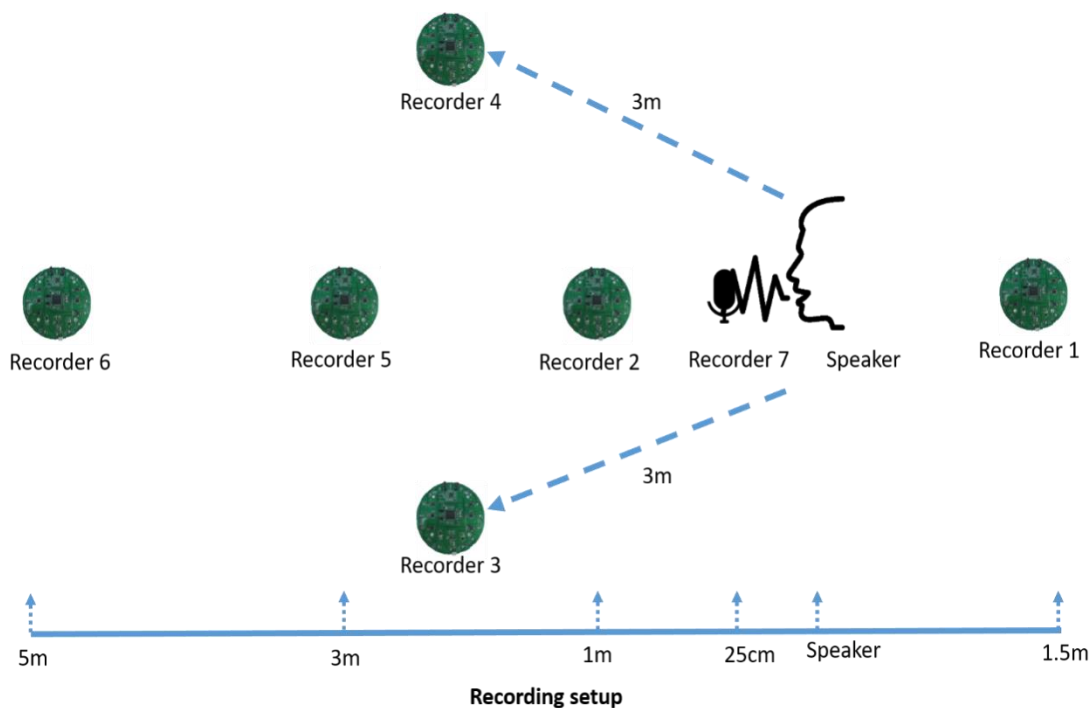 Recorder 4
3m
Recorder 6
Recorder 5
Recorder 2
Recorder 7
Speaker
Recorder 1
3m
Recorder 3
5m
3m
1m
25cm
Speaker
1.5m
Recording setup